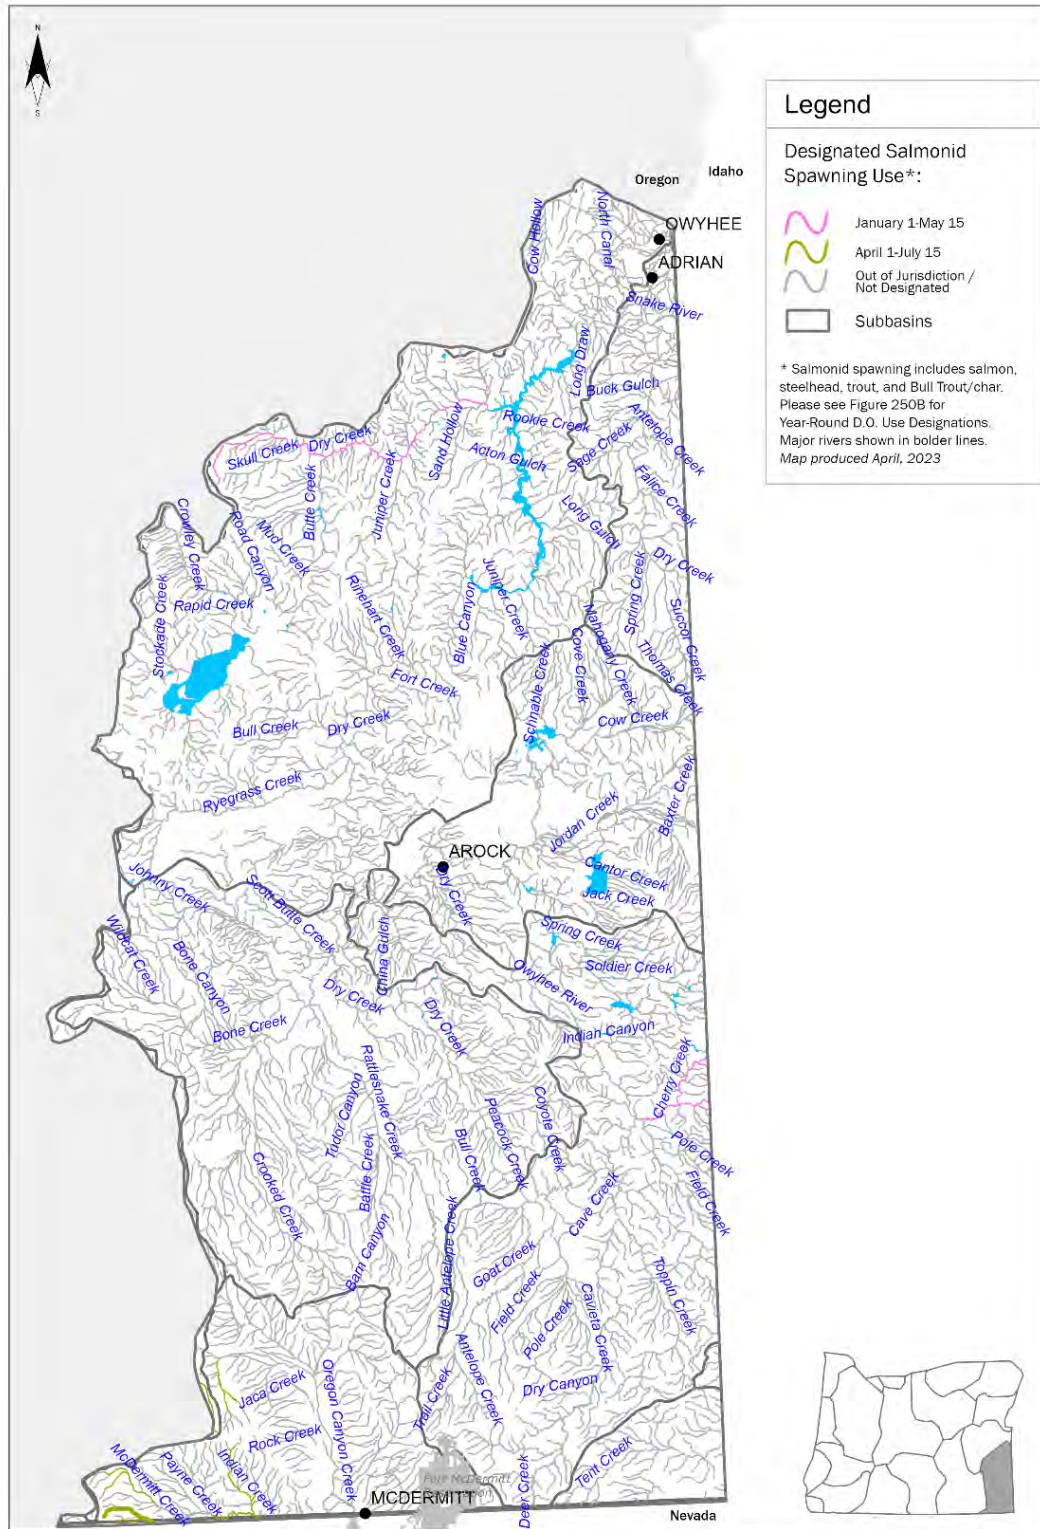 N
S
Legend
Designated Salmonid
Spawning Use*:
January 1-May 15
April 1-July 15
Out of Jurisdiction /
Not Designated
Subbasins
* Salmonid spawning includes salmon,
steelhead, trout, and Bull Trout/char.
Please see Figure 250B for
Year-Round D.O. Use Designations.
Major rivers shown in bolder lines.
Map produced April, 2023
Oregon
Idaho
Cow Hollow
North Canal
OWYHEE
ADRIAN
Snake River
Long Draw
Buck Gulch
Rookie Creek
Antelope Creek
Sage Creek
Sand Hollow
Acton Gulch
Skull Creek
Dry Creek
Butte Creek
Juniper Creek
Falice Creek
Long Gulch
Crowley Creek
Road Canyon
Mud Creek
Dry Creek
Spring Creek
Succor Creek
Juniper Creek
Rinehart Creek
Blue Canyon
Rapid Creek
Stockade Creek
Mahogany Creek
Cove Creek
Thomas Creek
Schnable Creek
Fort Creek
Cow Creek
Bull Creek
Dry Creek
Ryegrass Creek
Baxter Creek
Jordan Creek
AROCK
Cantor Creek
Jack Creek
Dry Creek
Johnny Creek
Scott Butte Creek
China Gulch
Spring Creek
Soldier Creek
Wildcat Creek
Bone Canyon
Owyhee River
Dry Creek
Dry Creek
Bone Creek
Indian Canyon
Cherry Creek
Rattlesnake Creek
Tudor Canyon
Peacock Creek
Coyote Creek
Bull Creek
Pole Creek
Field Creek
Crooked Creek
Battle Creek
Barn Canyon
Little Antelope Creek
Cave Creek
Goat Creek
Field Creek
Pole Creek
Cavieta Creek
Toppin Creek
Jaca Creek
Oregon Canyon Creek
Antelope Creek
Trail Creek
Dry Canyon
Rock Creek
McDermitt Creek
Payne Creek
Indian Creek
Tent Creek
Deer Creek
Fort McDermitt
MCDERMITT
Nevada